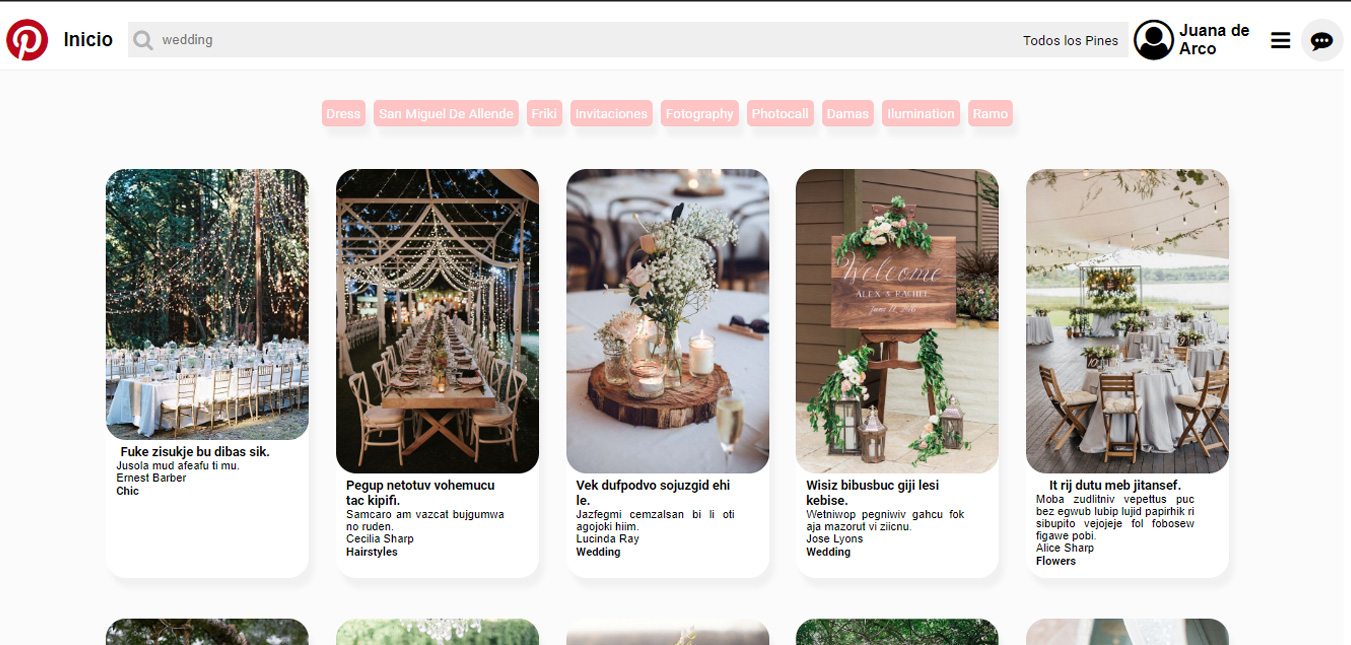 Inicio
wedding
Todos los Pines
Juana de
Arco
Dress
San Miguel De Allende
Friki
Invitaciones
Fotography
Photocall
Damas
Ilumination
Ramo
Fuke zisukje bu dibas sik.
Jusola mud afeafu ti mu.
Ernest Barber
Chic
Pegup netotuv vohemucu
tac kipifi.
Samcaro am vazcat bujgumwa
no ruden.
Cecilia Sharp
Hairstyles
Vek dufpodvo sojuzgid ehi
le.
Jazfegmi cemzalsan bi li oti
agojoki hiim.
Lucinda Ray
Wedding
Welcome
ALEX & RACHEL
Wisiz bibusbuc giji lesi
kebise.
Wetniwop pegniwiv gahcu fok
aja mazorut vi ziicnu.
Jose Lyons
Wedding
It rij dutu meb jitansef.
Moba zudlitniv vepettus puc
bez egwub lubip lujid papirhik ri
sibupito vejojeje fol fobosew
figawe pobi.
Alice Sharp
Flowers